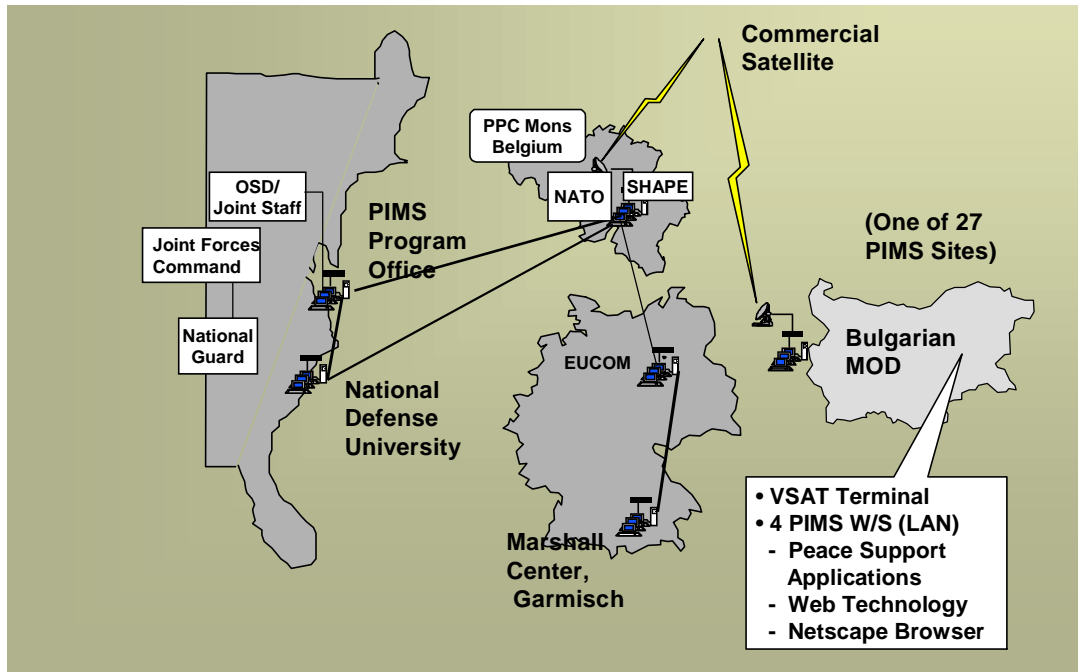 Commercial
Satellite
PPC Mons
Belgium
OSD/
Joint Staff
NATO
SHAPE
PIMS
Program
Office
Joint Forces
Command
(One of 27
PIMS Sites)
National
Guard
Bulgarian
MOD
EUCOM
National
Defense
University
• VSAT Terminal
• 4 PIMS W/S (LAN)
- Peace Support
Applications
- Web Technology
- Netscape Browser
Marshall
Center,
Garmisch